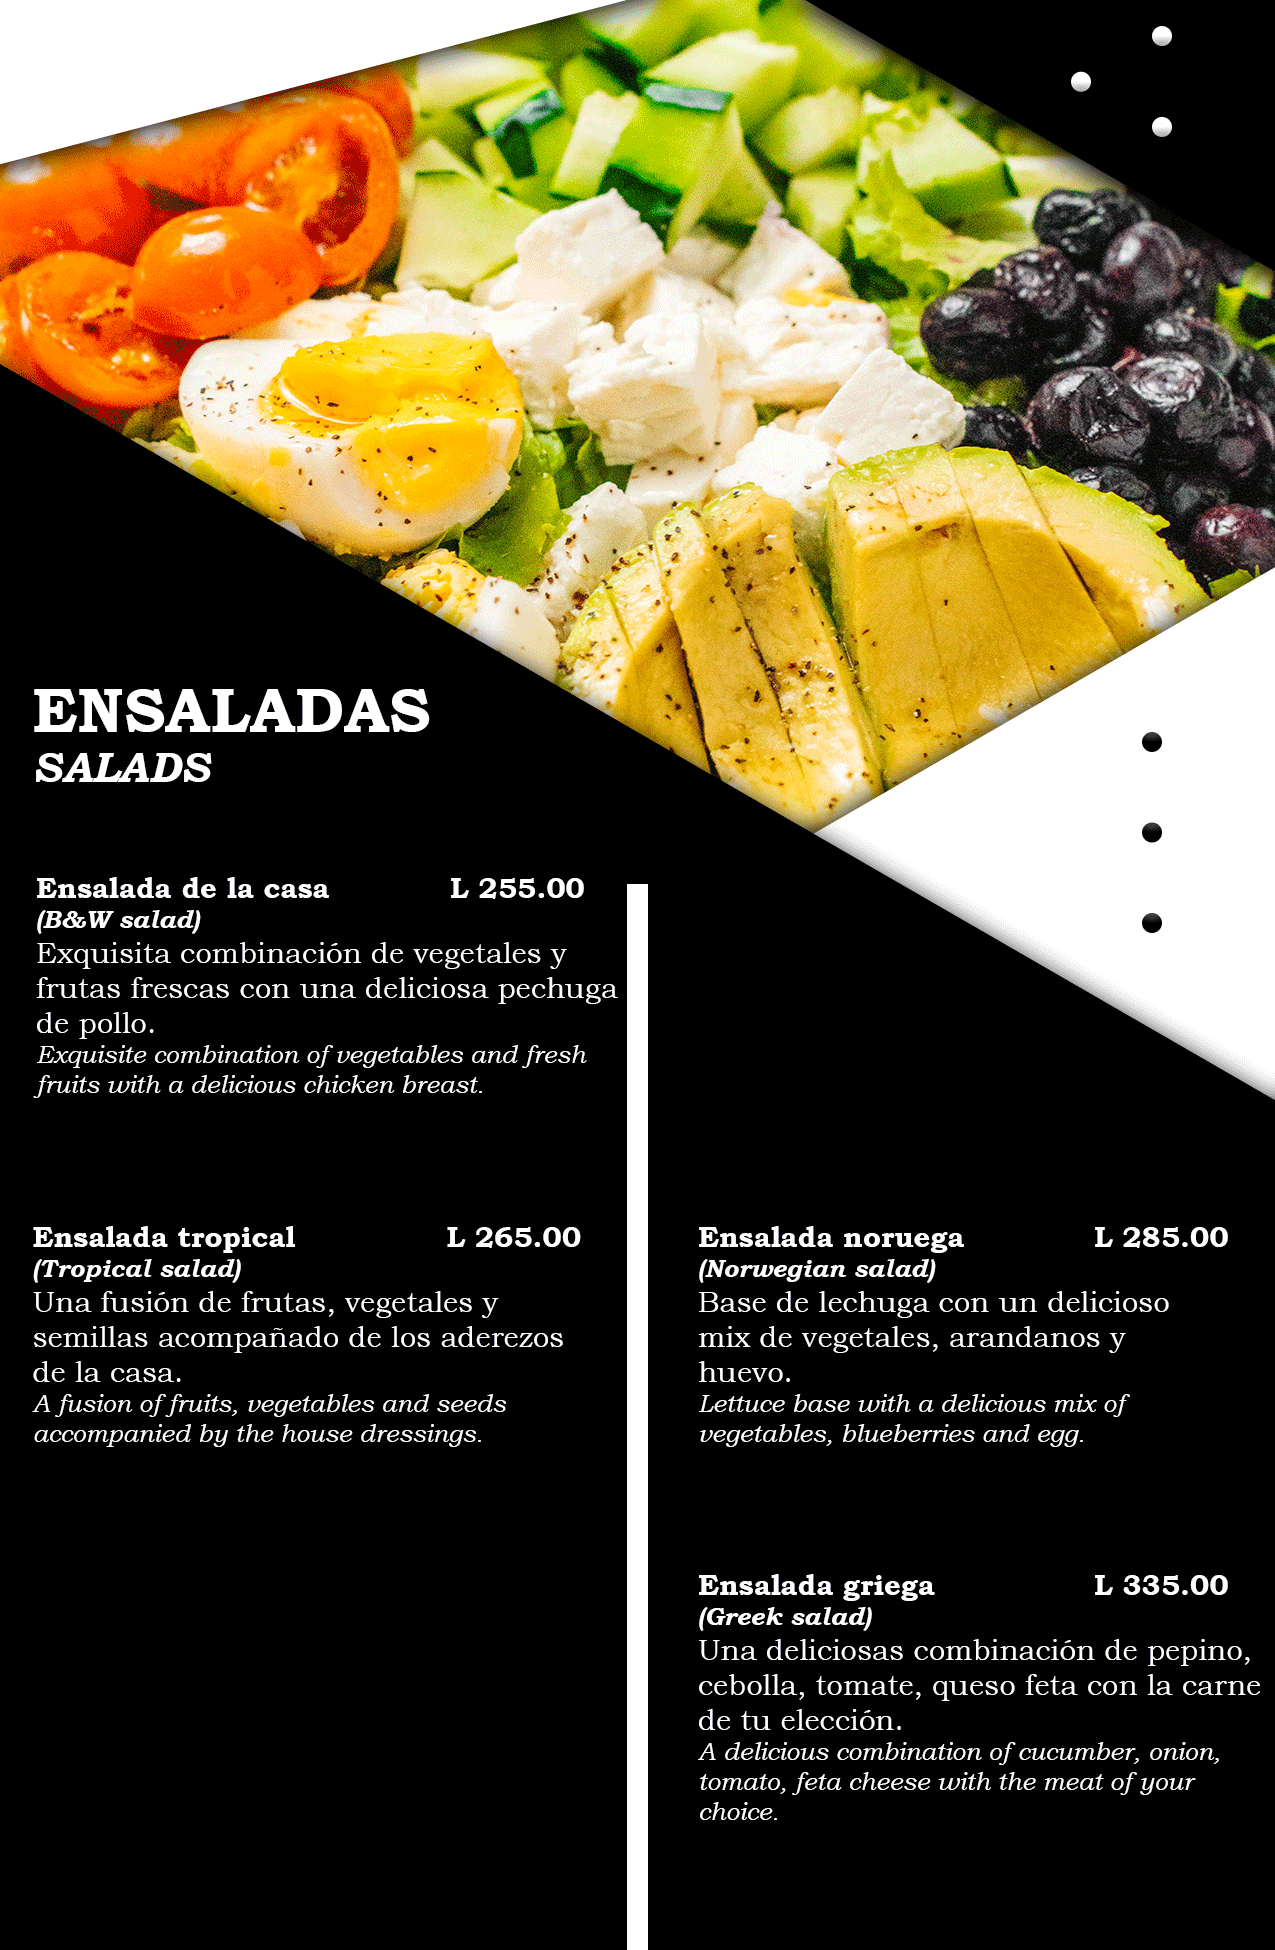 ENSALADAS
SALADS
Ensalada de la casa L 255.00
(B&W salad)
Exquisita combinación de vegetales y
frutas frescas con una deliciosa pechuga
de pollo.
Exquisite combination of vegetables and fresh
fruits with a delicious chicken breast.
Ensalada tropical L 265.00
(Tropical salad)
Una fusión de frutas, vegetales y
semillas acompañado de los aderezos
de la casa.
A fusion of fruits, vegetables and seeds
accompanied by the house dressings.
Ensalada noruega L 285.00
(Norwegian salad)
Base de lechuga con un delicioso
mix de vegetales, arandanos y
huevo.
Lettuce base with a delicious mix of
vegetables, blueberries and egg.
Ensalada griega L 335.00
(Greek salad)
Una deliciosas combinación de pepino,
cebolla, tomate, queso feta con la carne
de tu elección.
A delicious combination of cucumber, onion,
tomato, feta cheese with the meat of your
choice.